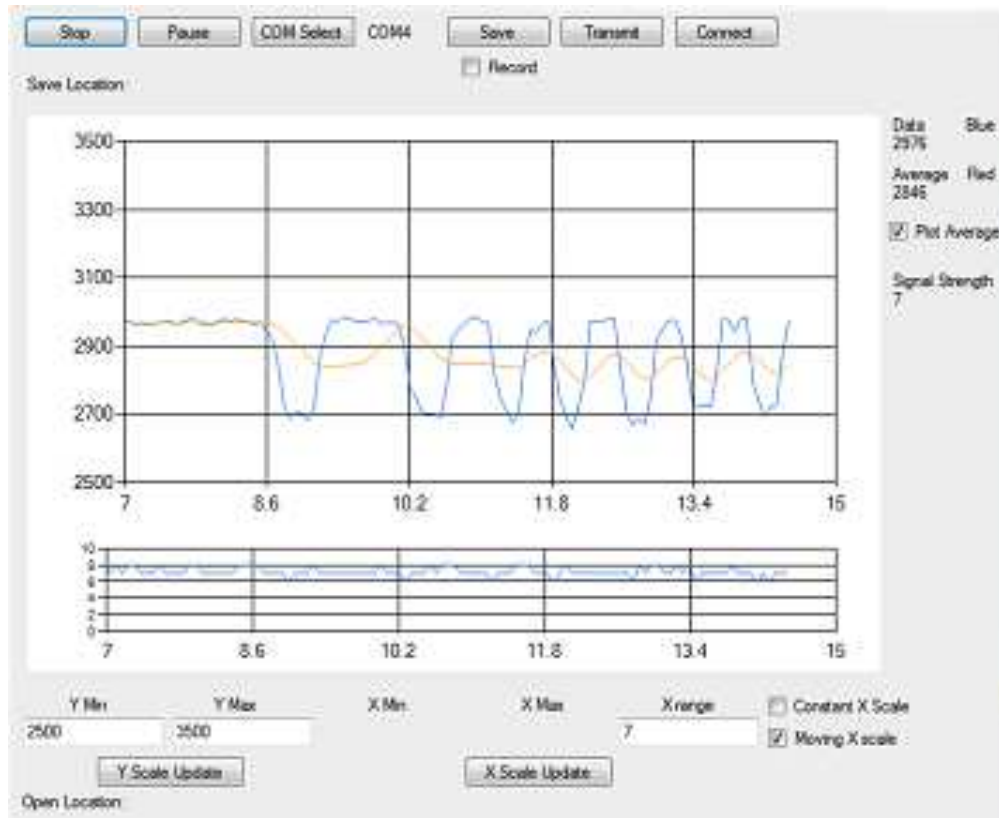 Stop Pause COM Select COM4 Save Transmit Connect
Record
Save Location
3500
3300
3100
2900
2700
2500
7 8.6 10.2 11.8 13.4 15
Data Blue
2976
Average Red
2846
Plot Average
Signal Strength
7
10
8
6
4
2
0
7 8.6 10.2 11.8 13.4 15
Y Min Y Max X Min X Max X range Constant X Scale
2500 3500 7 Moving X scale
Y Scale Update X Scale Update
Open Location